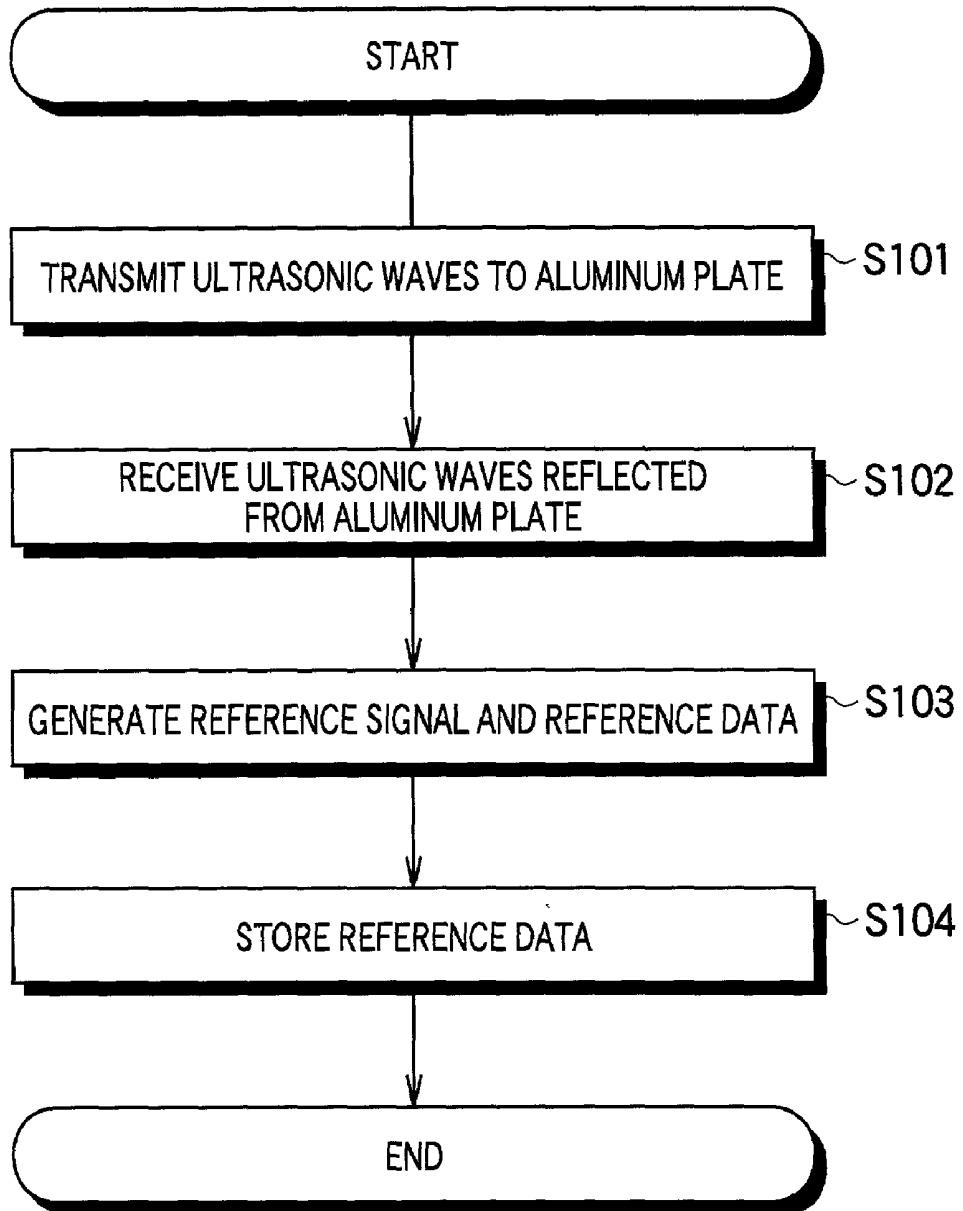 START
TRANSMIT ULTRASONIC WAVES TO ALUMINUM PLATE
S101
RECEIVE ULTRASONIC WAVES REFLECTED
FROM ALUMINUM PLATE
S102
GENERATE REFERENCE SIGNAL AND REFERENCE DATA
S103
STORE REFERENCE DATA
S104
END